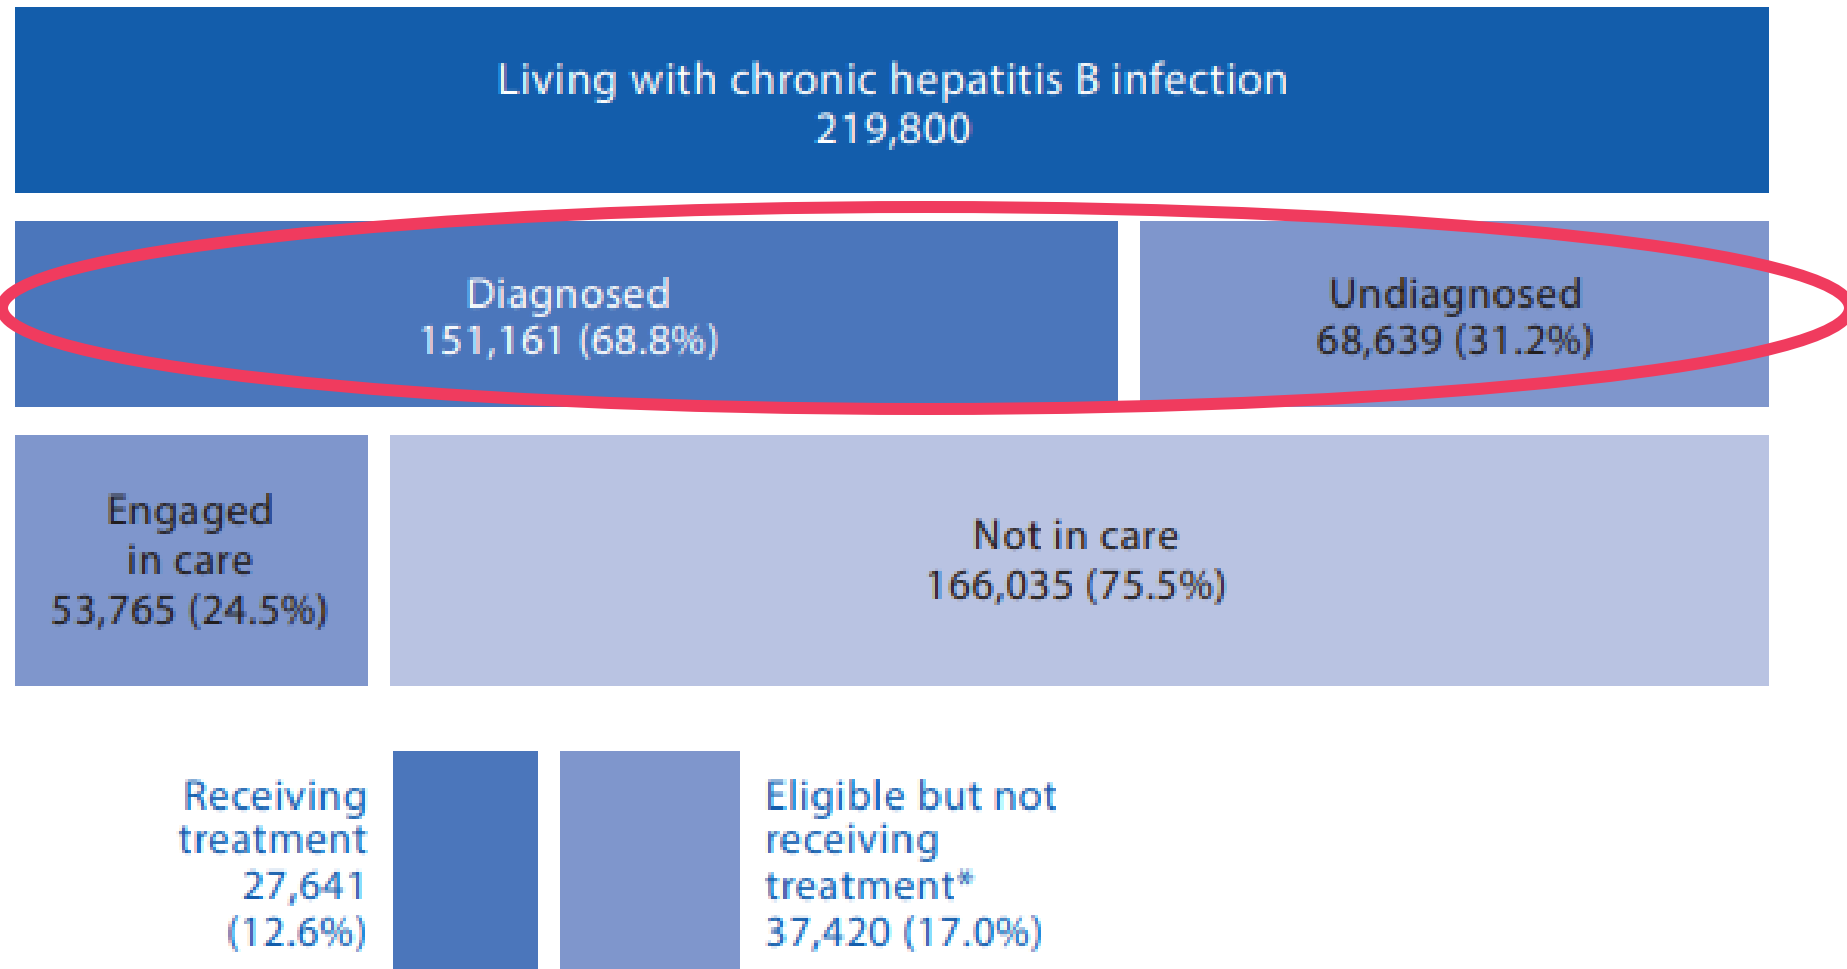 Living with chronic hepatitis B infection
219,800
Diagnosed
151,161 (68.8%)
Undiagnosed
68,639 (31.2%)
Engaged
in care
53,765 (24.5%)
Not in care
166,035 (75.5%)
Receiving
treatment
27,641
(12.6%)
Eligible but not
receiving
treatment*
37,420 (17.0%)